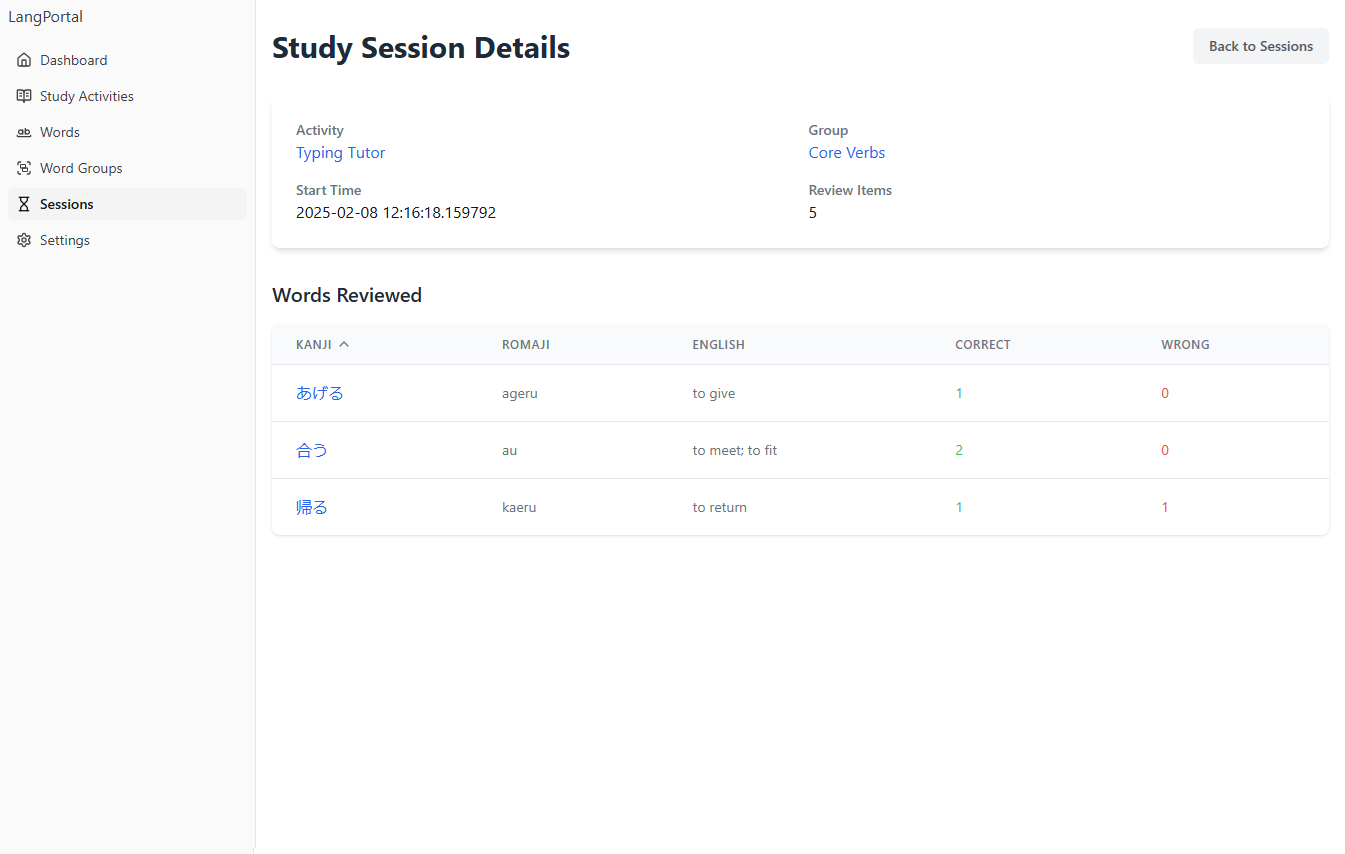 LangPortal
Dashboard
Study Activities
Words
Word Groups
Sessions
Settings
Study Session Details
Back to Sessions
Activity
Typing Tutor
Group
Core Verbs
Start Time
2025-02-08 12:16:18.159792
Review Items
5
Words Reviewed
KANJI ROMAJI ENGLISH CORRECT WRONG
あげる ageru to give 1 0
合う au to meet; to fit 2 0
帰る kaeru to return 1 1